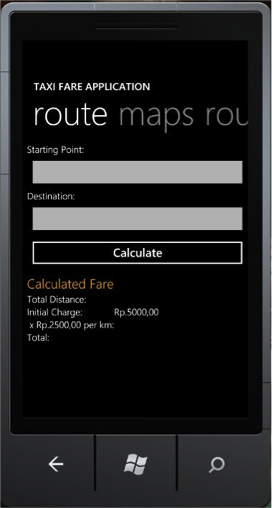 TAXI FARE APPLICATION
route maps rou
Starting Point:
Destination:
Calculate
Calculated Fare
Total Distance:
Initial Charge: Rp.5000,00
x Rp.2500,00 per km:
Total: